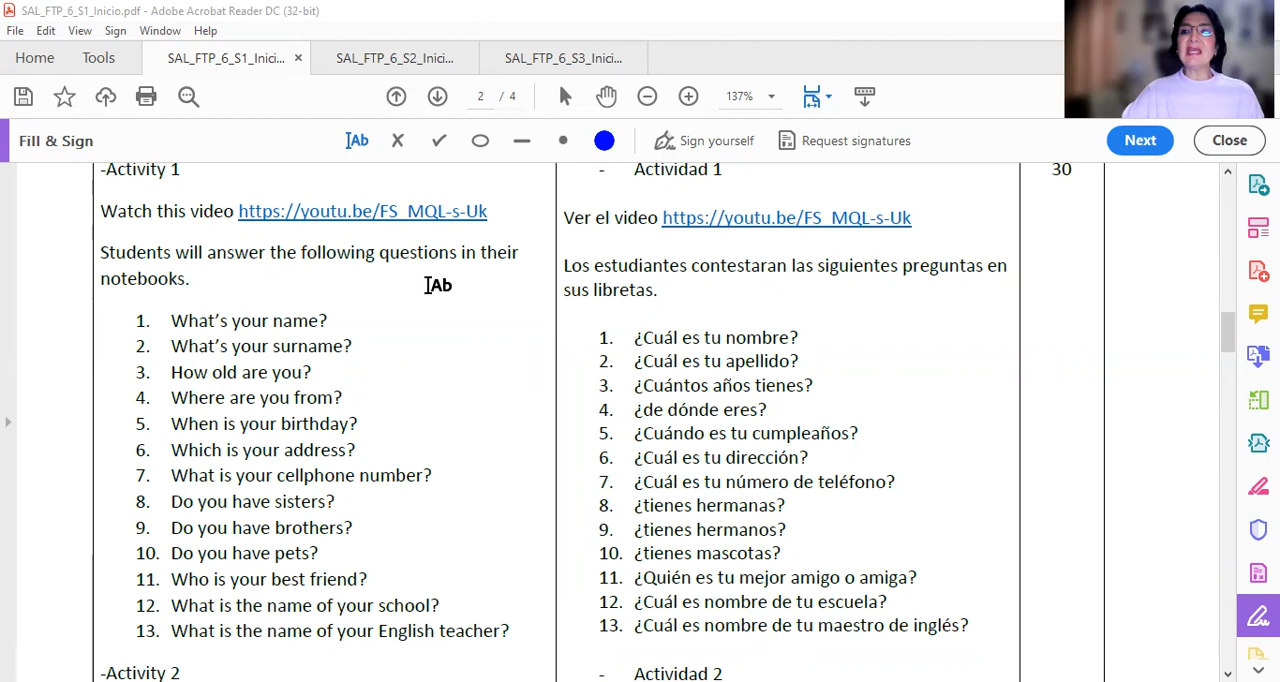 SAL_FTP_6_S1_Inicio.pdf - Adobe Acrobat Reader DC (32-bit)
File Edit View Sign Window Help
Home Tools SAL_FTP_6_S1_Inici... × SAL_FTP_6_S2_Inici... SAL_FTP_6_S3_Inici...
2 / 4 137%
Fill & Sign Ab Sign yourself Request signatures Next Close
-Activity 1
Watch this video https://youtu.be/FS_MQL-s-Uk
Students will answer the following questions in their
notebooks.
Ab
1. What's your name?
2. What's your surname?
3. How old are you?
4. Where are you from?
5. When is your birthday?
6. Which is your address?
7. What is your cellphone number?
8. Do you have sisters?
9. Do you have brothers?
10. Do you have pets?
11. Who is your best friend?
12. What is the name of your school?
13. What is the name of your English teacher?
-Activity 2
- Actividad 1
Ver el video https://youtu.be/FS_MQL-s-Uk
Los estudiantes contestaran las siguientes preguntas en
sus libretas.
1. ¿Cuál es tu nombre?
2. ¿Cuál es tu apellido?
3. ¿Cuántos años tienes?
4. ¿de dónde eres?
5. ¿Cuándo es tu cumpleaños?
6. ¿Cuál es tu dirección?
7. ¿Cuál es tu número de teléfono?
8. ¿tienes hermanas?
9. ¿tienes hermanos?
10. ¿tienes mascotas?
11. ¿Quién es tu mejor amigo o amiga?
12. ¿Cuál es nombre de tu escuela?
13. ¿Cuál es nombre de tu maestro de inglés?
- Actividad 2
30